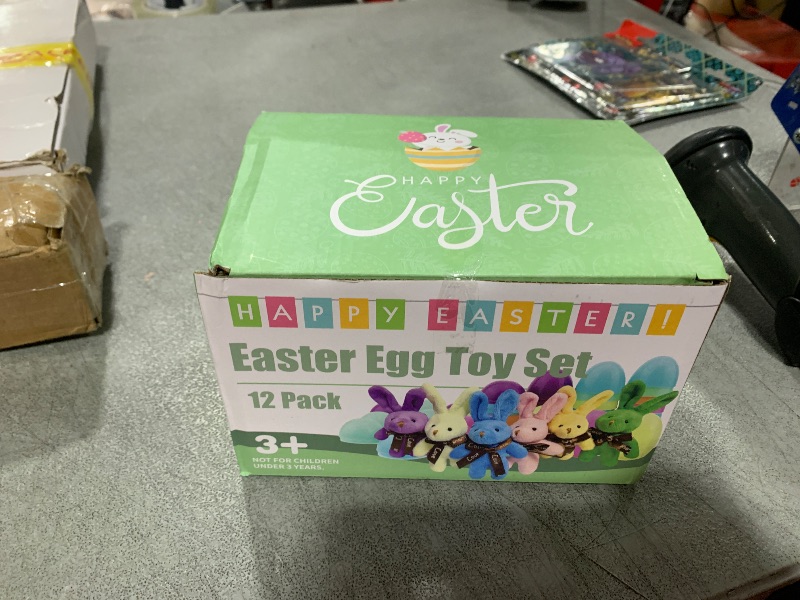 HAPPY
Easter
HAPPY EASTER!
Easter Egg Toy Set
12 Pack
3+
NOT FOR CHILDREN
UNDER 3 YEARS.